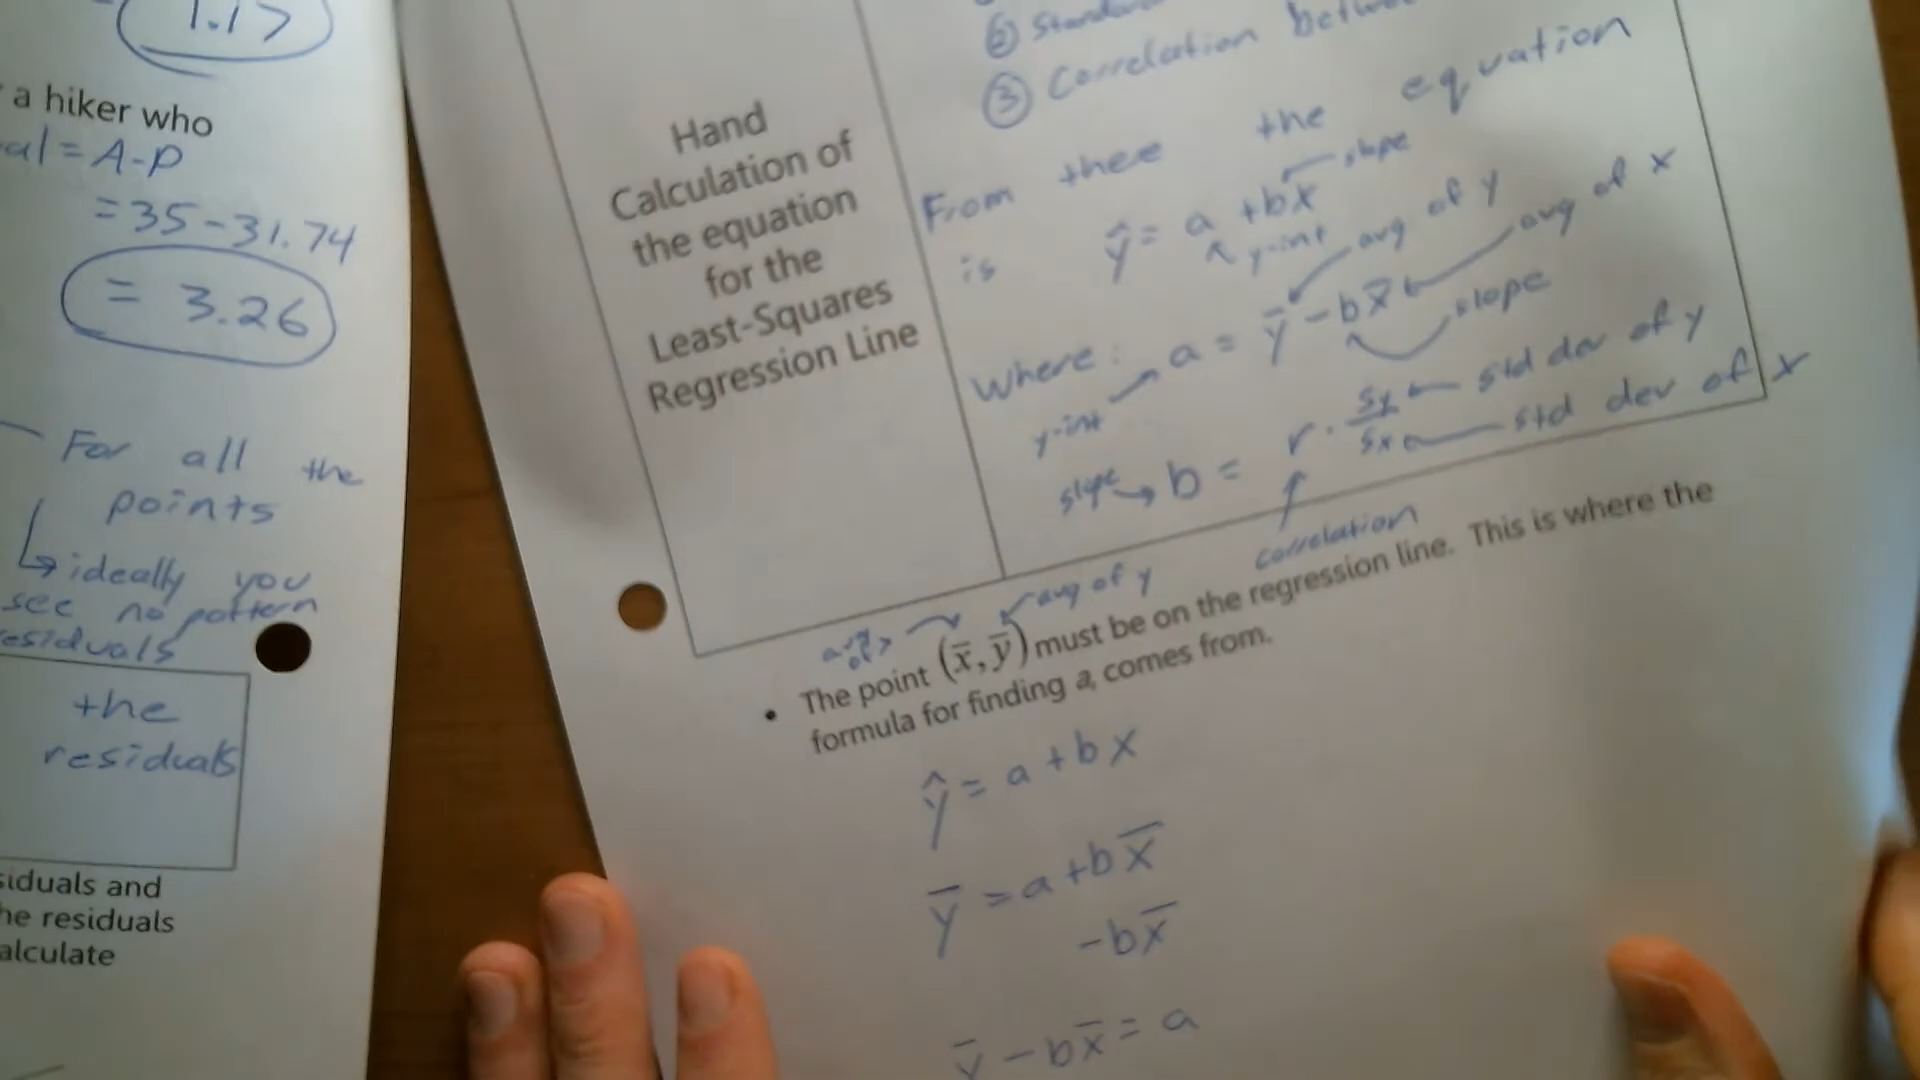 1.17
a hiker who
al = A-P
= 35 - 31.74
= 3.26
For all the
points
↳ ideally you
see no pattern
residuals
the
residuals
siduals and
he residuals
alculate
Hand
Calculation of
the equation
for the
Least-Squares
Regression Line
②
③ Correlation
From these the equation
is ŷ = a + bx slope
y-int avg of y avg of x
Where: a = ȳ - bx̄ slope
y-int
slope → b = r · sy/sx std dev of y
std dev of x
correlation
avg of avg of y
• The point (x̄, ȳ) must be on the regression line. This is where the
formula for finding a, comes from.
ŷ = a + bx
ȳ = a + bx̄
-bx̄
ȳ - bx̄ = a